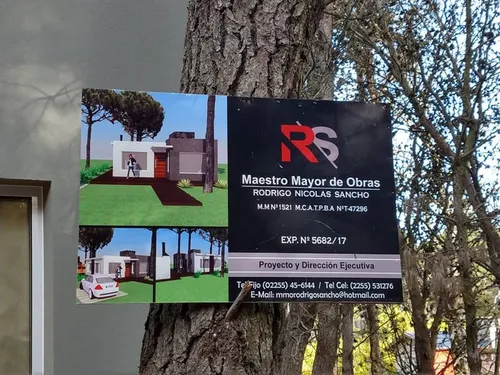 RS
Maestro Mayor de Obras
RODRIGO NICOLAS SANCHO
M.M Nº1521 M.C.A.T.P.B.A NºT-47296
EXP. Nº 5682/17
Proyecto y Dirección Ejecutiva
Tel Fijo (02255) 45-6144 / Tel Cel: (2255) 531276
E-Mail: mmorodrigosancho@hotmail.com